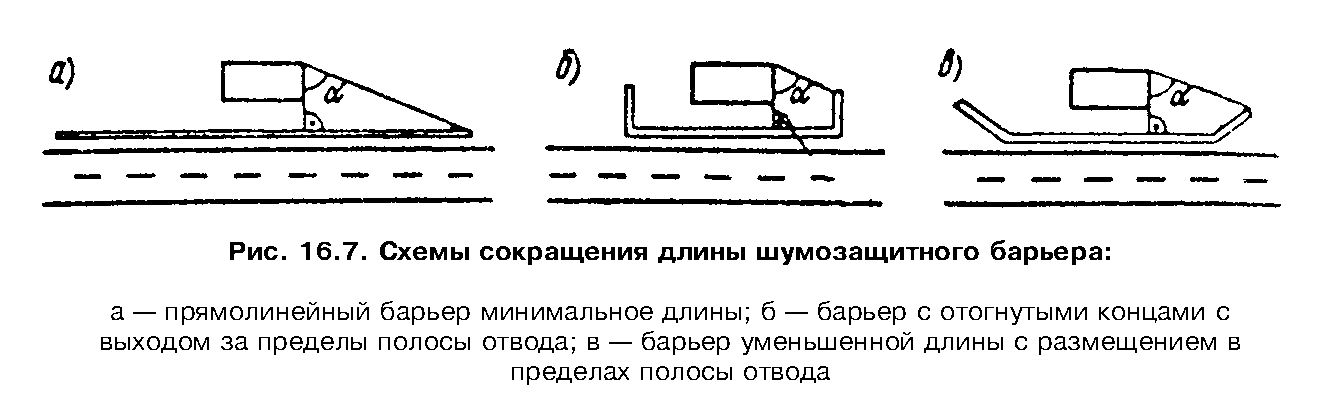 а) α б) α в) α
Рис. 16.7. Схемы сокращения длины шумозащитного барьера:
а — прямолинейный барьер минимальное длины; б — барьер с отогнутыми концами с
выходом за пределы полосы отвода; в — барьер уменьшенной длины с размещением в
пределах полосы отвода